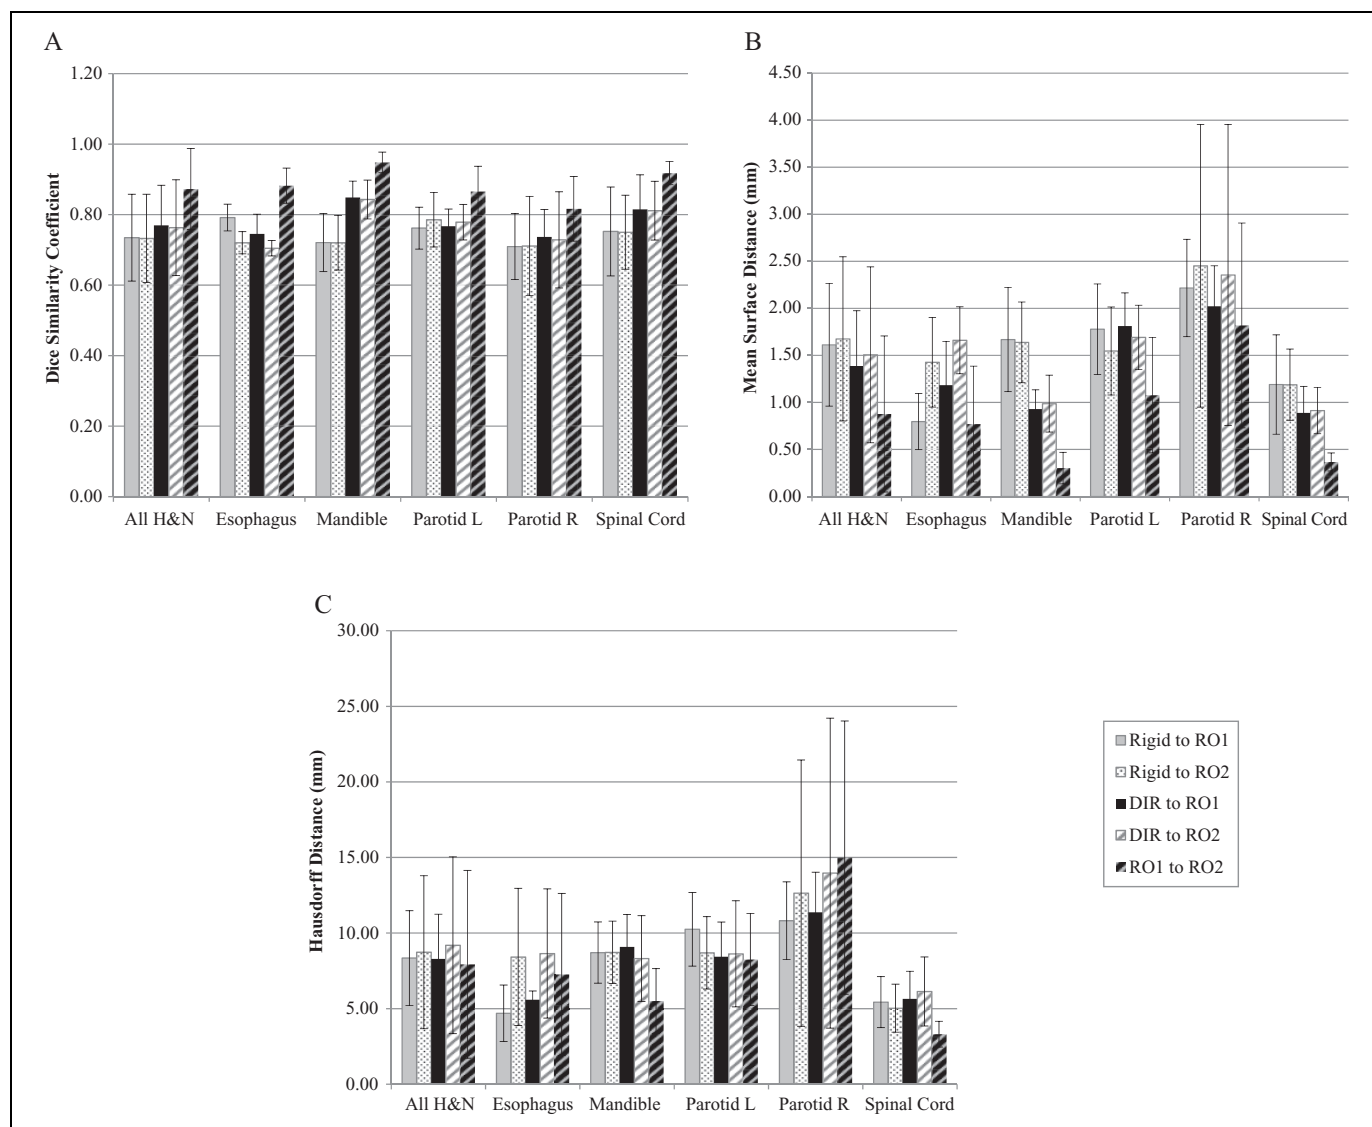 A
Dice Similarity Coefficient
1.20
1.00
0.80
0.60
0.40
0.20
0.00
All H&N Esophagus Mandible Parotid L Parotid R Spinal Cord
B
Mean Surface Distance (mm)
4.50
4.00
3.50
3.00
2.50
2.00
1.50
1.00
0.50
0.00
All H&N Esophagus Mandible Parotid L Parotid R Spinal Cord
C
Hausdorff Distance (mm)
30.00
25.00
20.00
15.00
10.00
5.00
0.00
All H&N Esophagus Mandible Parotid L Parotid R Spinal Cord
Rigid to RO1
Rigid to RO2
DIR to RO1
DIR to RO2
RO1 to RO2